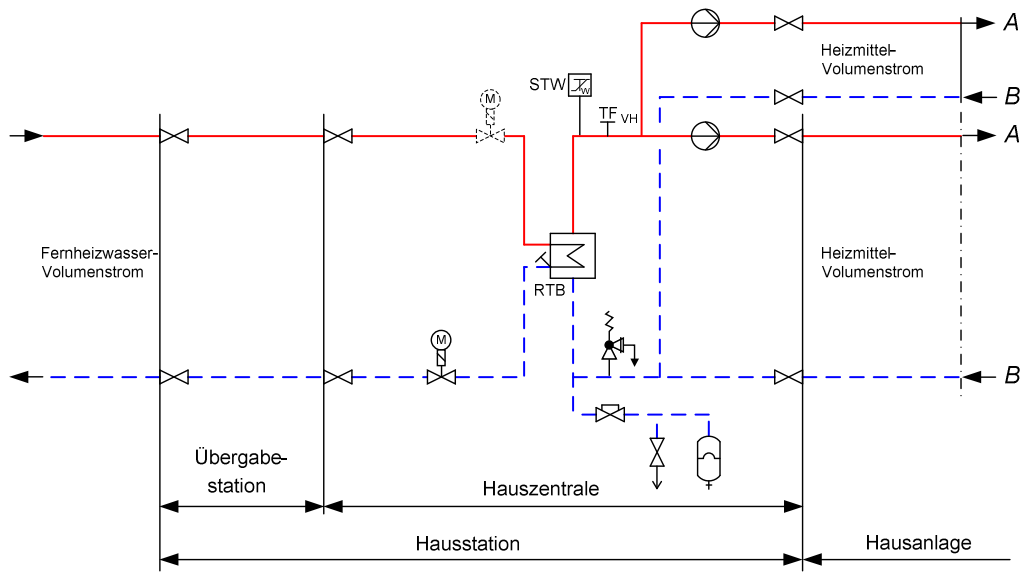 A
Heizmittel-
Volumenstrom
B
STW
W
M
TF VH
A
Fernheizwasser-
Volumenstrom
Heizmittel-
Volumenstrom
RTB
M
B
Übergabe-
station
Hauszentrale
Hausstation
Hausanlage